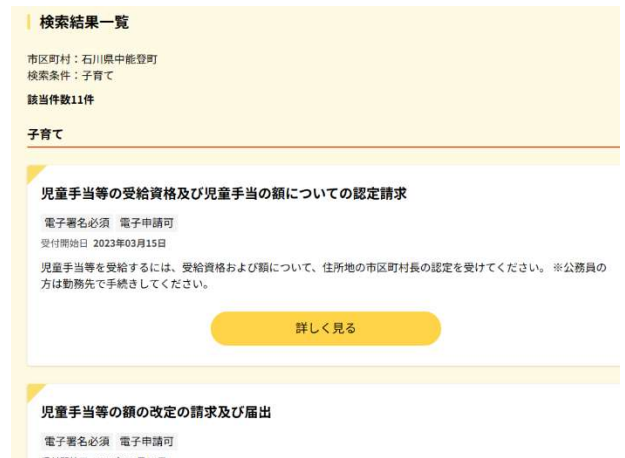 検索結果一覧
市区町村：石川県中能登町
検索条件：子育て
該当件数11件
子育て
児童手当等の受給資格及び児童手当の額についての認定請求
電子署名必須 電子申請可
受付開始日 2023年03月15日
児童手当等を受給するには、受給資格および額について、住所地の市区町村長の認定を受けてください。 ※公務員の
方は勤務先で手続きしてください。
詳しく見る
児童手当等の額の改定の請求及び届出
電子署名必須 電子申請可